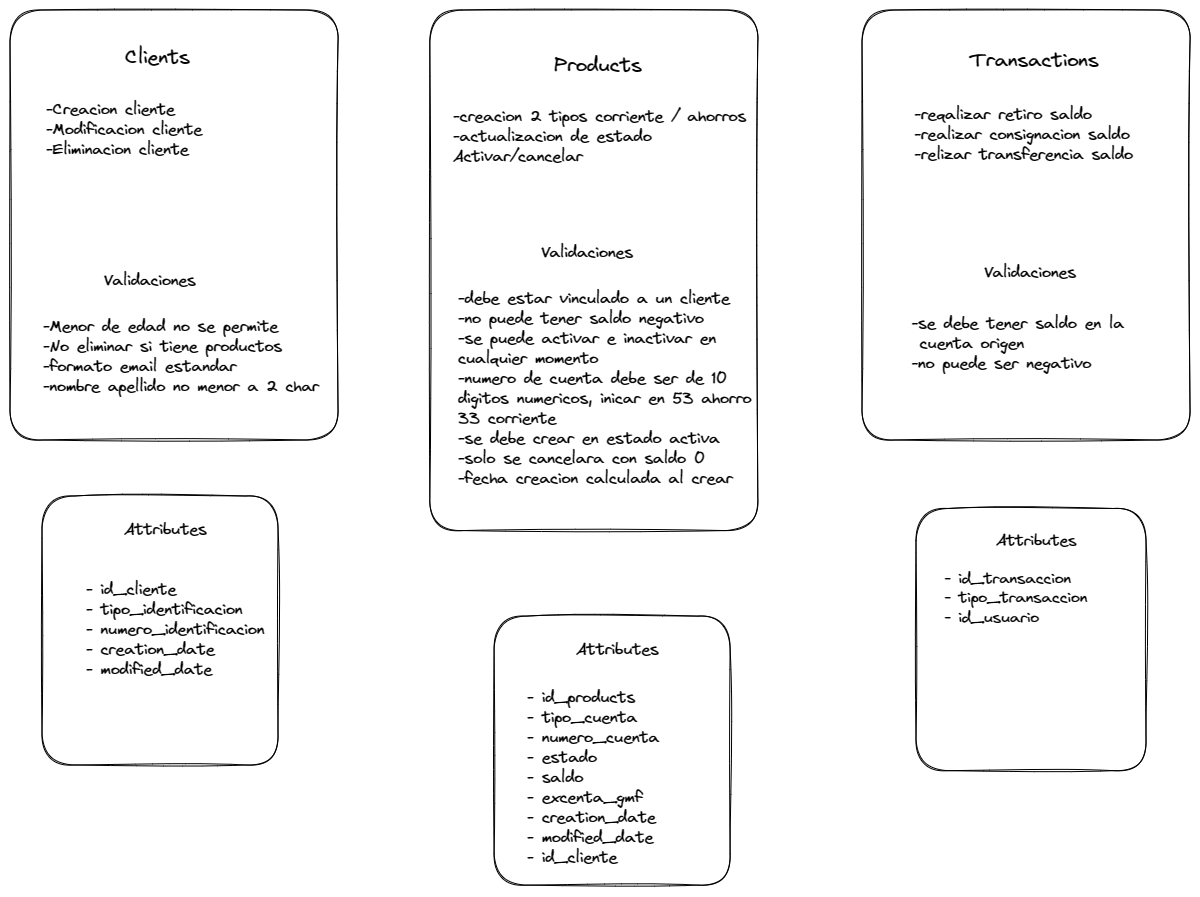 Clients
-Creacion cliente
-Modificacion cliente
-Eliminacion cliente
Validaciones
-Menor de edad no se permite
-No eliminar si tiene productos
-formato email estandar
-nombre apellido no menor a 2 char
Attributes
- id_cliente
- tipo_identificacion
- numero_identificacion
- creation_date
- modified_date
Products
-creacion 2 tipos corriente / ahorros
-actualizacion de estado
Activar/cancelar
Validaciones
-debe estar vinculado a un cliente
-no puede tener saldo negativo
-se puede activar e inactivar en
cualquier momento
-numero de cuenta debe ser de 10
digitos numericos, inicar en 53 ahorro
33 corriente
-se debe crear en estado activa
-solo se cancelara con saldo 0
-fecha creacion calculada al crear
Attributes
- id_products
- tipo_cuenta
- numero_cuenta
- estado
- saldo
- excenta_gmf
- creation_date
- modified_date
- id_cliente
Transactions
-reqalizar retiro saldo
-realizar consignacion saldo
-relizar transferencia saldo
Validaciones
-se debe tener saldo en la
cuenta origen
-no puede ser negativo
Attributes
- id_transaccion
- tipo_transaccion
- id_usuario